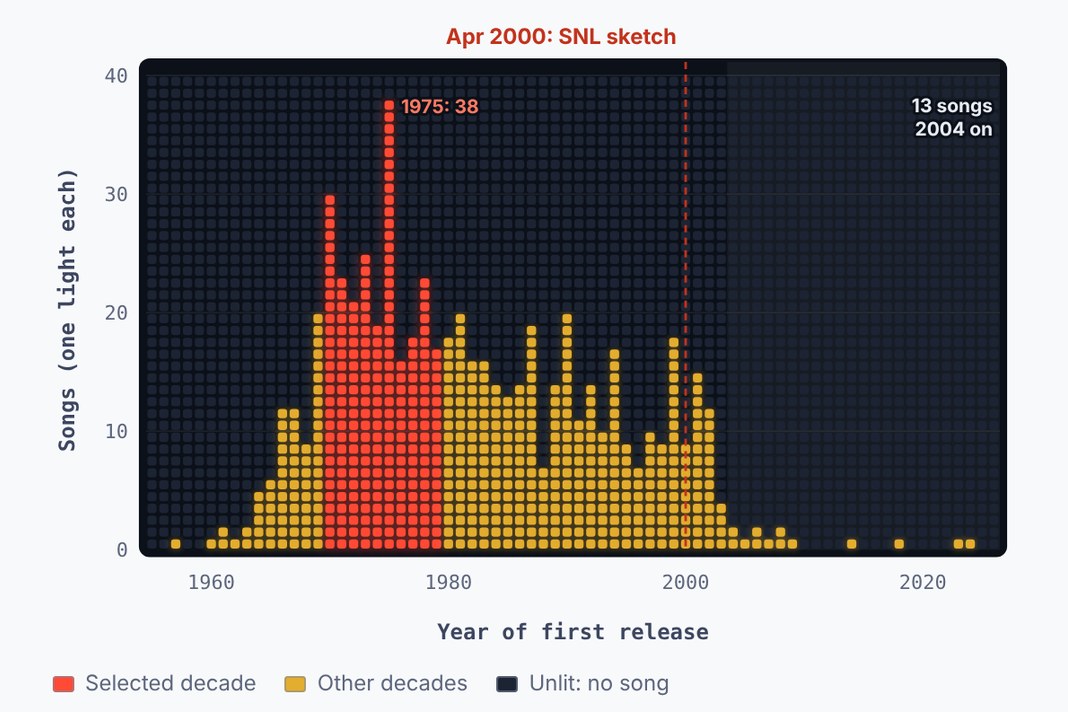 Apr 2000: SNL sketch
40
1975: 38
13 songs
2004 on
30
Songs (one light each)
20
10
0
1960 1980 2000 2020
Year of first release
Selected decade Other decades Unlit: no song